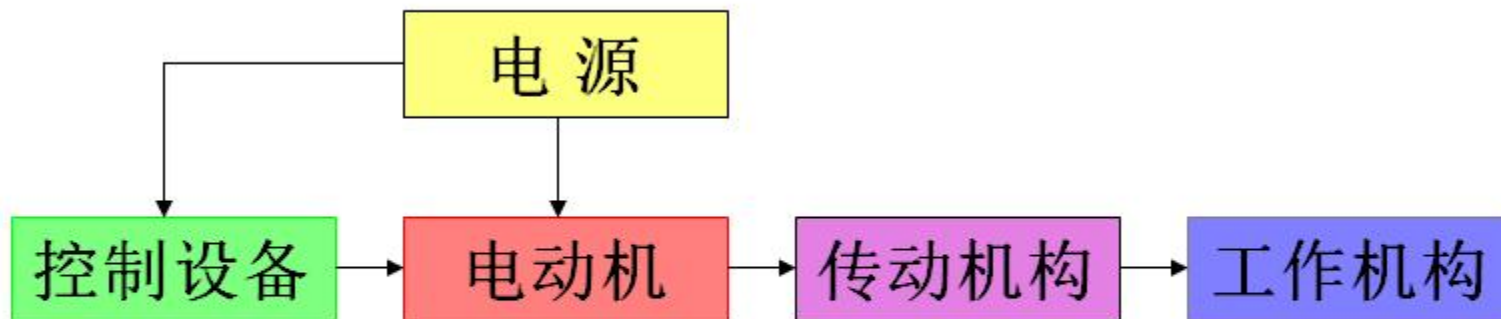 电 源
控制设备
电动机
传动机构
工作机构